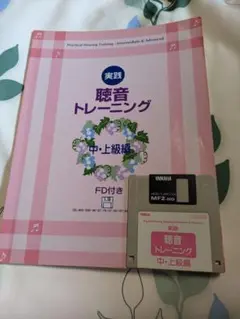 Practical Hearing Training Intermediate & Advanced
実践
聴音
トレーニング
中・上級編
FD付き
YAMAHA
MF2
実践
聴音
トレーニング
中・上級編